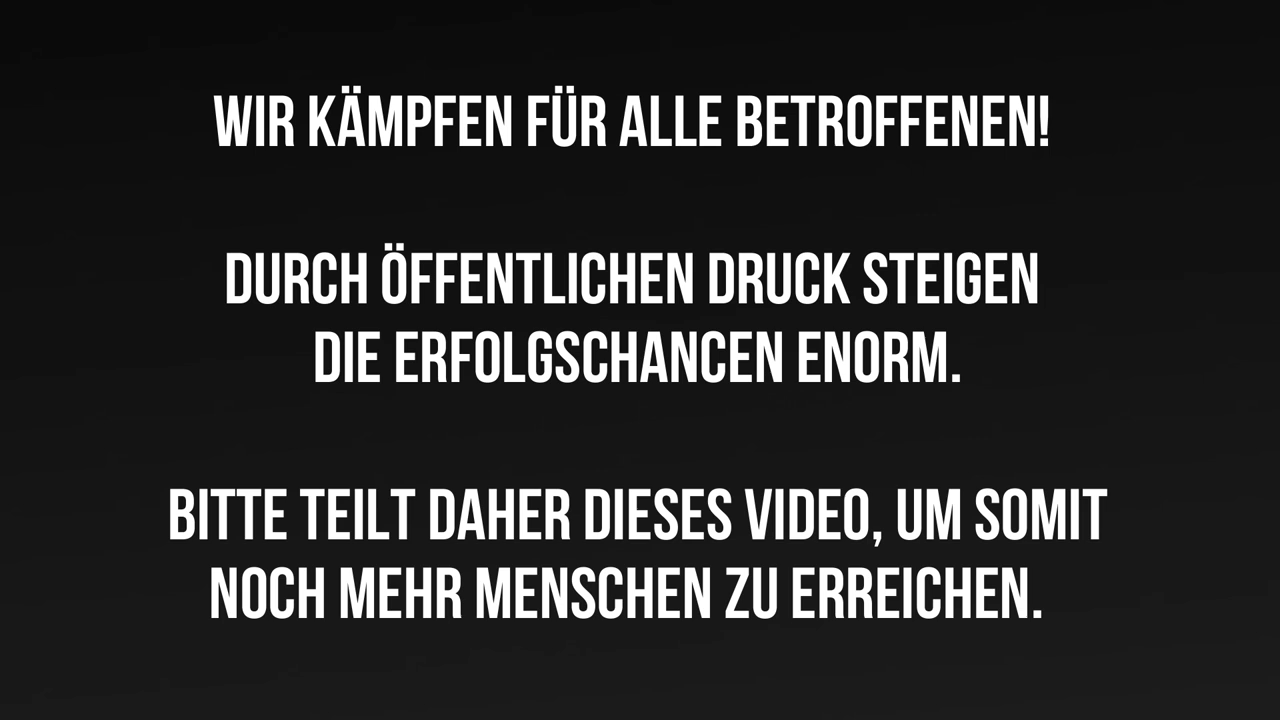 WIR KÄMPFEN FÜR ALLE BETROFFENEN!
DURCH ÖFFENTLICHEN DRUCK STEIGEN
DIE ERFOLGSCHANCEN ENORM.
BITTE TEILT DAHER DIESES VIDEO, UM SOMIT
NOCH MEHR MENSCHEN ZU ERREICHEN.